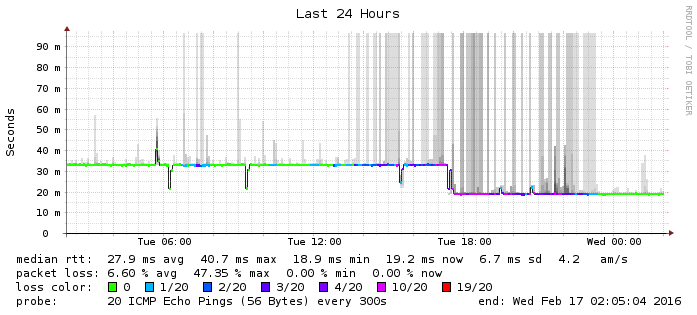 Last 24 Hours
RRDTOOL / TOBI OETIKER
Seconds
90 m
80 m
70 m
60 m
50 m
40 m
30 m
20 m
10 m
0
Tue 06:00 Tue 12:00 Tue 18:00 Wed 00:00
median rtt: 27.9 ms avg 40.7 ms max 18.9 ms min 19.2 ms now 6.7 ms sd 4.2 am/s
packet loss: 6.60 % avg 47.35 % max 0.00 % min 0.00 % now
loss color: 0 1/20 2/20 3/20 4/20 10/20 19/20
probe: 20 ICMP Echo Pings (56 Bytes) every 300s end: Wed Feb 17 02:05:04 2016